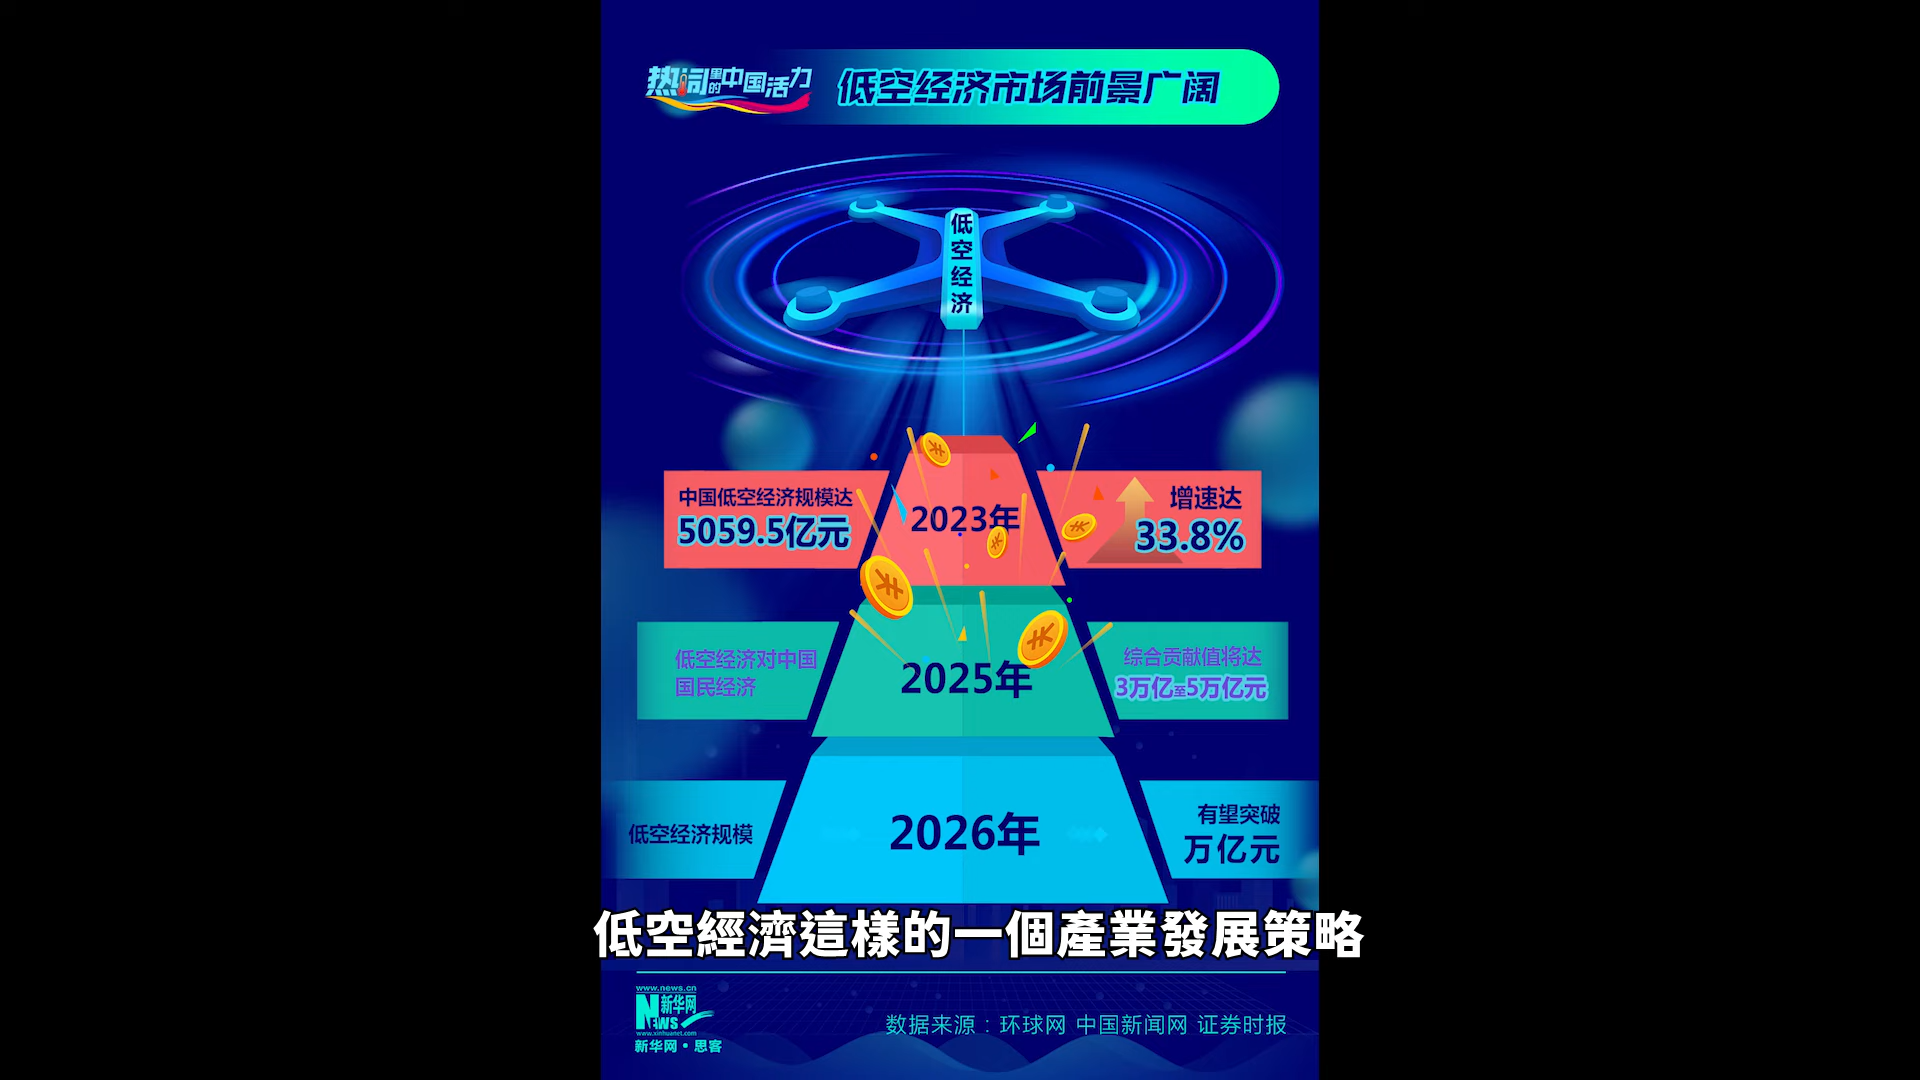 热词里的中国活力
低空经济市场前景广阔
低空经济
中国低空经济规模达
5059.5亿元
2023年
增速达
33.8%
低空经济对中国
国民经济
2025年
综合贡献值将达
3万亿至5万亿元
低空经济规模
2026年
有望突破
万亿元
低空經濟這樣的一個產業發展策略
www.news.cn
NEWS 新华网
www.xinhuanet.com
新华网·思客
数据来源:环球网 中国新闻网 证券时报